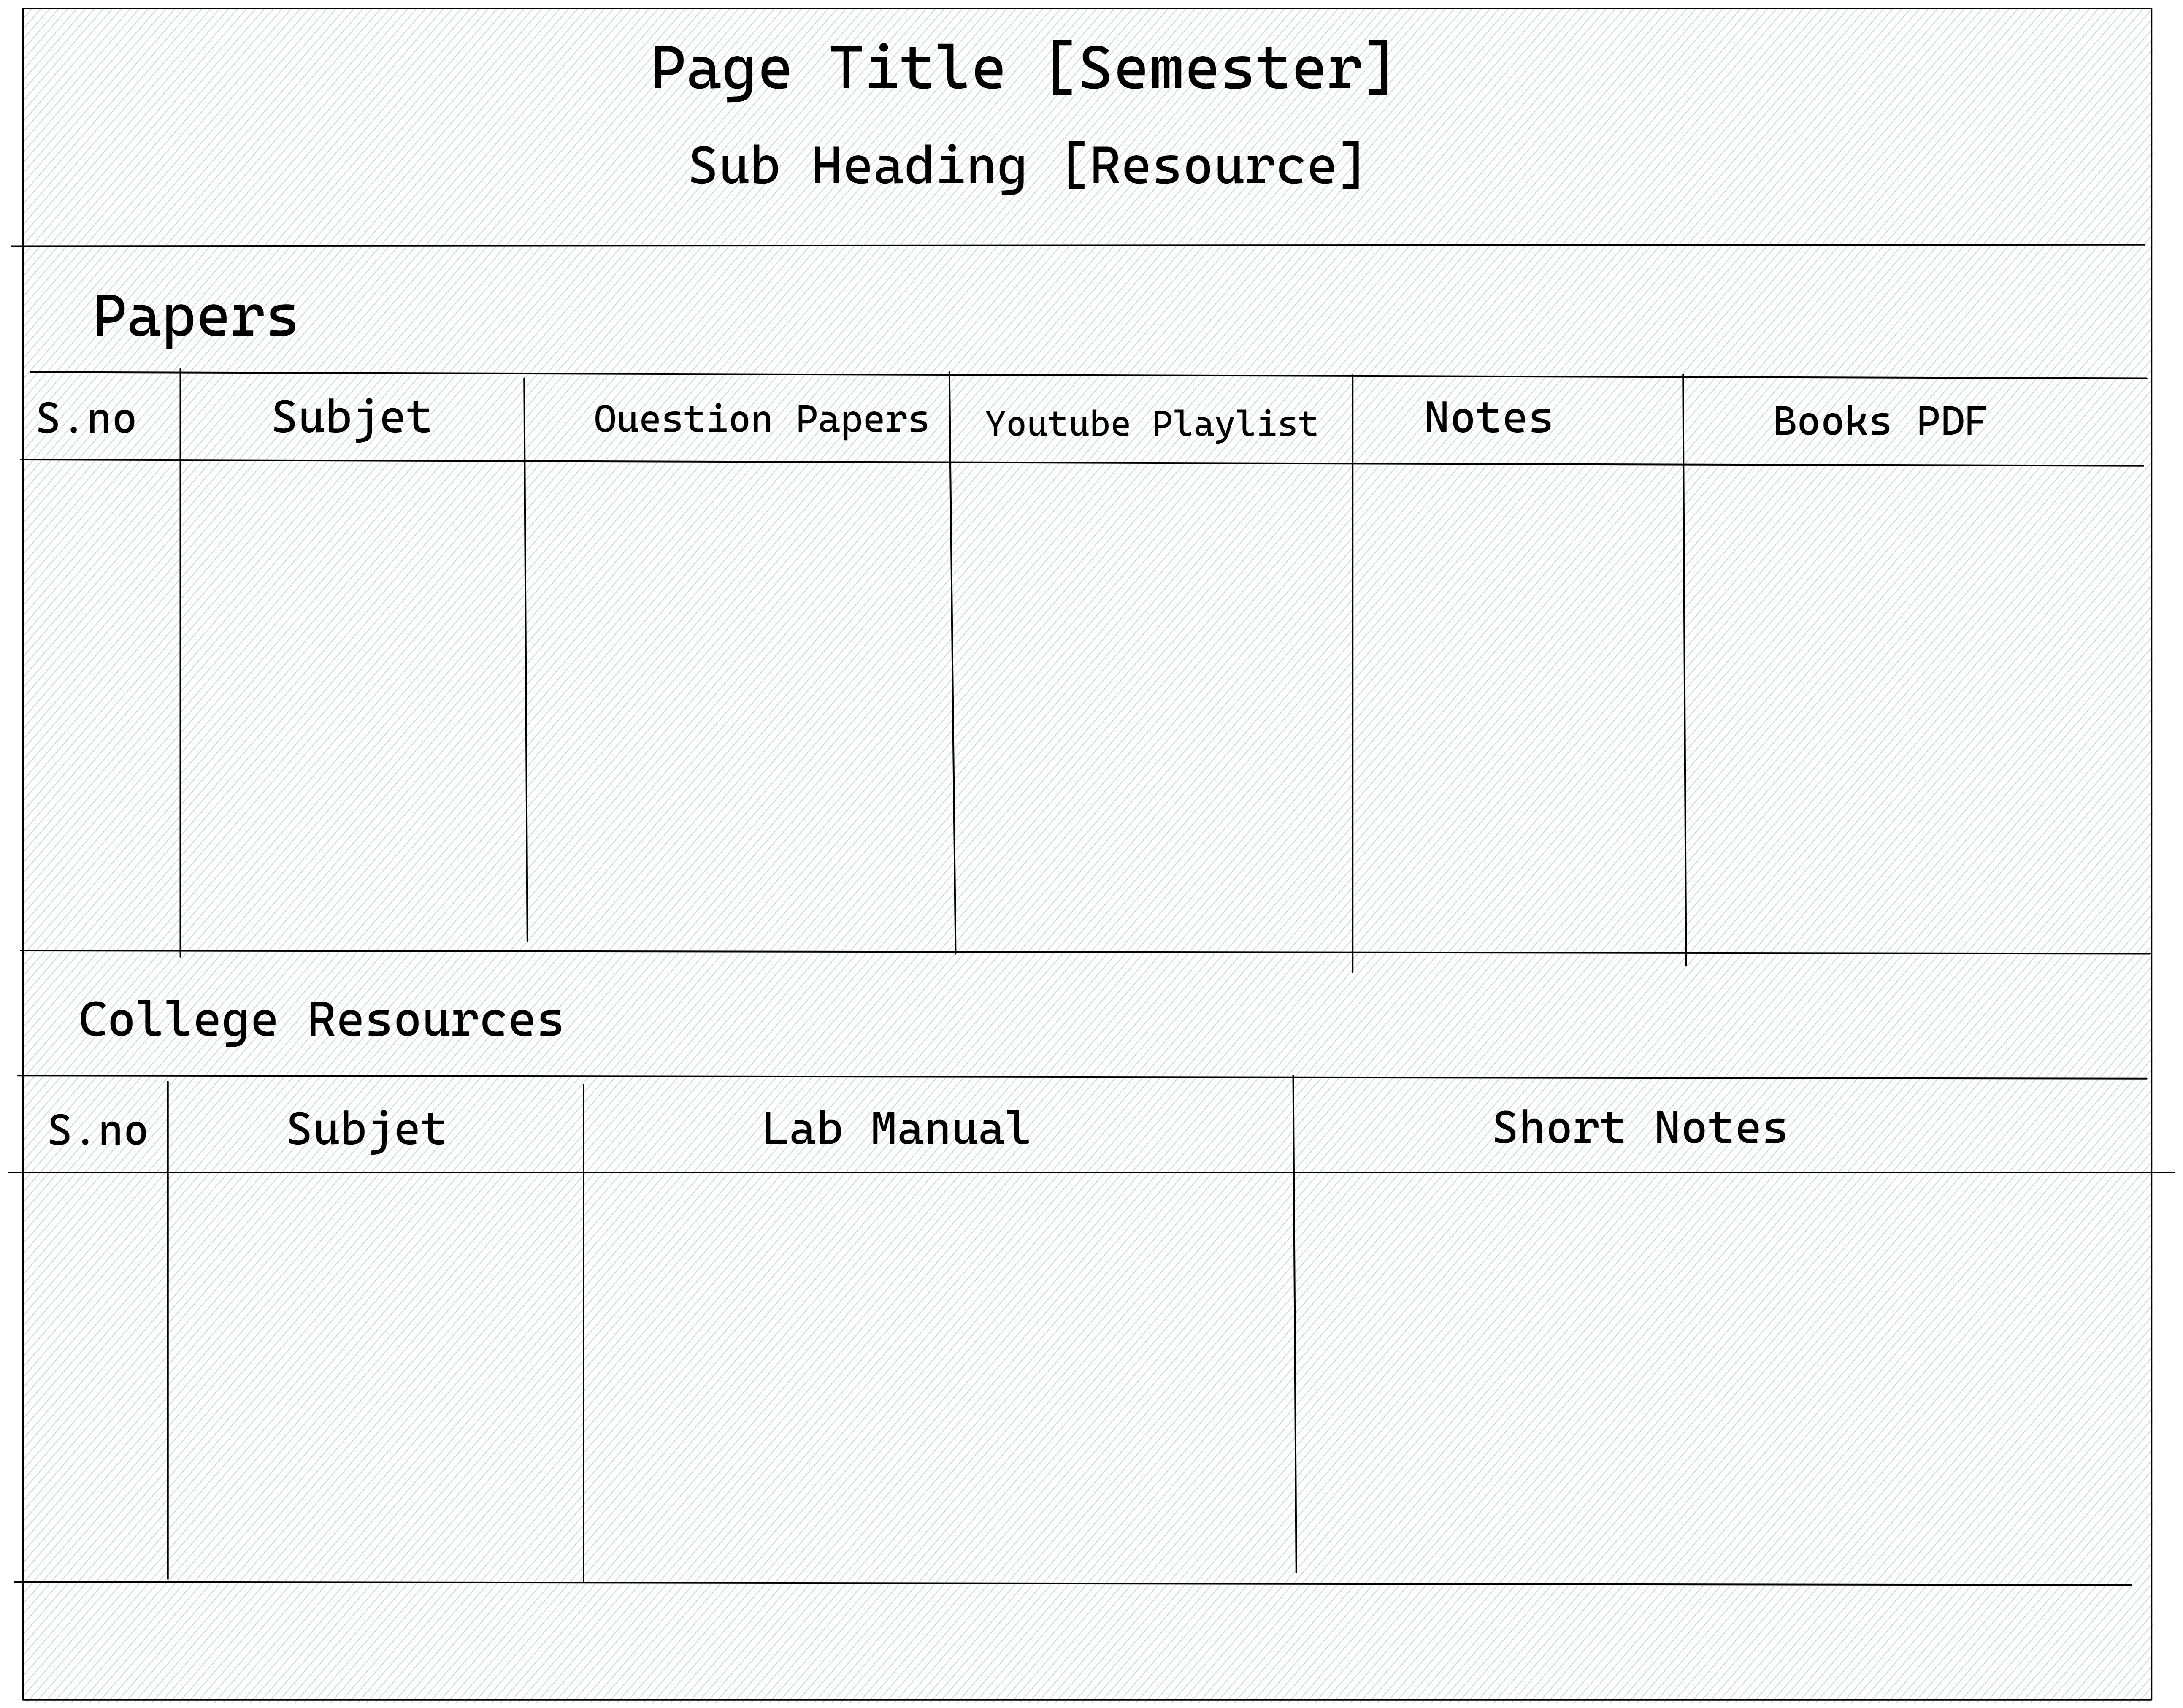 Page Title [Semester]
Sub Heading [Resource]
Papers
S.no Subjet Ouestion Papers Youtube Playlist Notes Books PDF
College Resources
S.no Subjet Lab Manual Short Notes